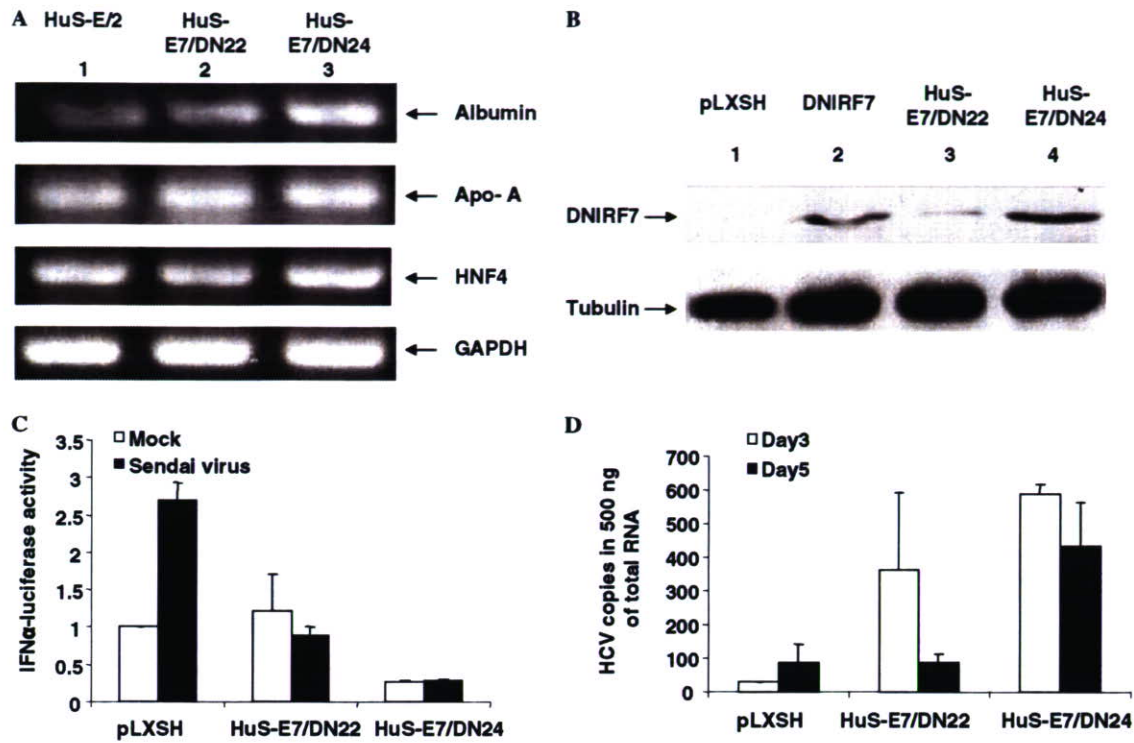 A
HuS-E/2
HuS-
E7/DN22
HuS-
E7/DN24
1
2
3
Albumin
Apo- A
HNF4
GAPDH
B
pLXSH
DNIRF7
HuS-
E7/DN22
HuS-
E7/DN24
1
2
3
4
DNIRF7
Tubulin
C
Mock
Sendai virus
IFNα-luciferase activity
3.5
3
2.5
2
1.5
1
0.5
0
pLXSH
HuS-E7/DN22
HuS-E7/DN24
D
Day3
Day5
HCV copies in 500 ng
of total RNA
700
600
500
400
300
200
100
0
pLXSH
HuS-E7/DN22
HuS-E7/DN24